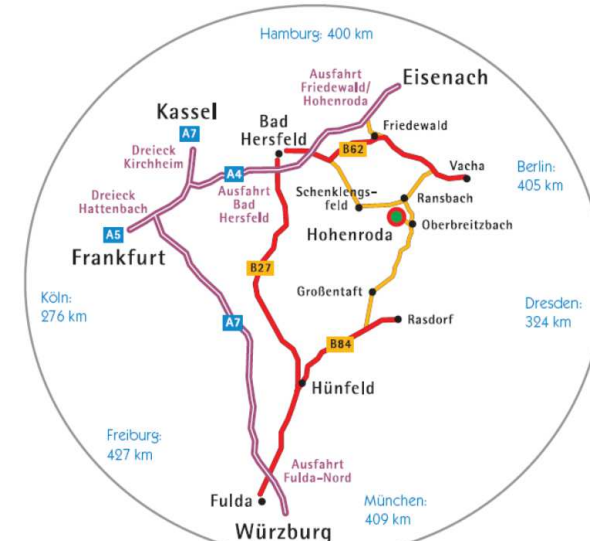 Hamburg: 400 km
Ausfahrt
Friedewald/
Hohenroda
Eisenach
Kassel
A7
Bad
Hersfeld
Friedewald
Dreieck
Kirchheim
B62
Vacha
Berlin:
405 km
A4
Ausfahrt
Bad
Hersfeld
Schenklengs-
feld
Ransbach
Dreieck
Hattenbach
A5
Frankfurt
Hohenroda
Oberbreitzbach
B27
Köln:
276 km
Großentaft
Dresden:
324 km
A7
Rasdorf
B84
Hünfeld
Freiburg:
427 km
Ausfahrt
Fulda-Nord
Fulda
München:
409 km
Würzburg